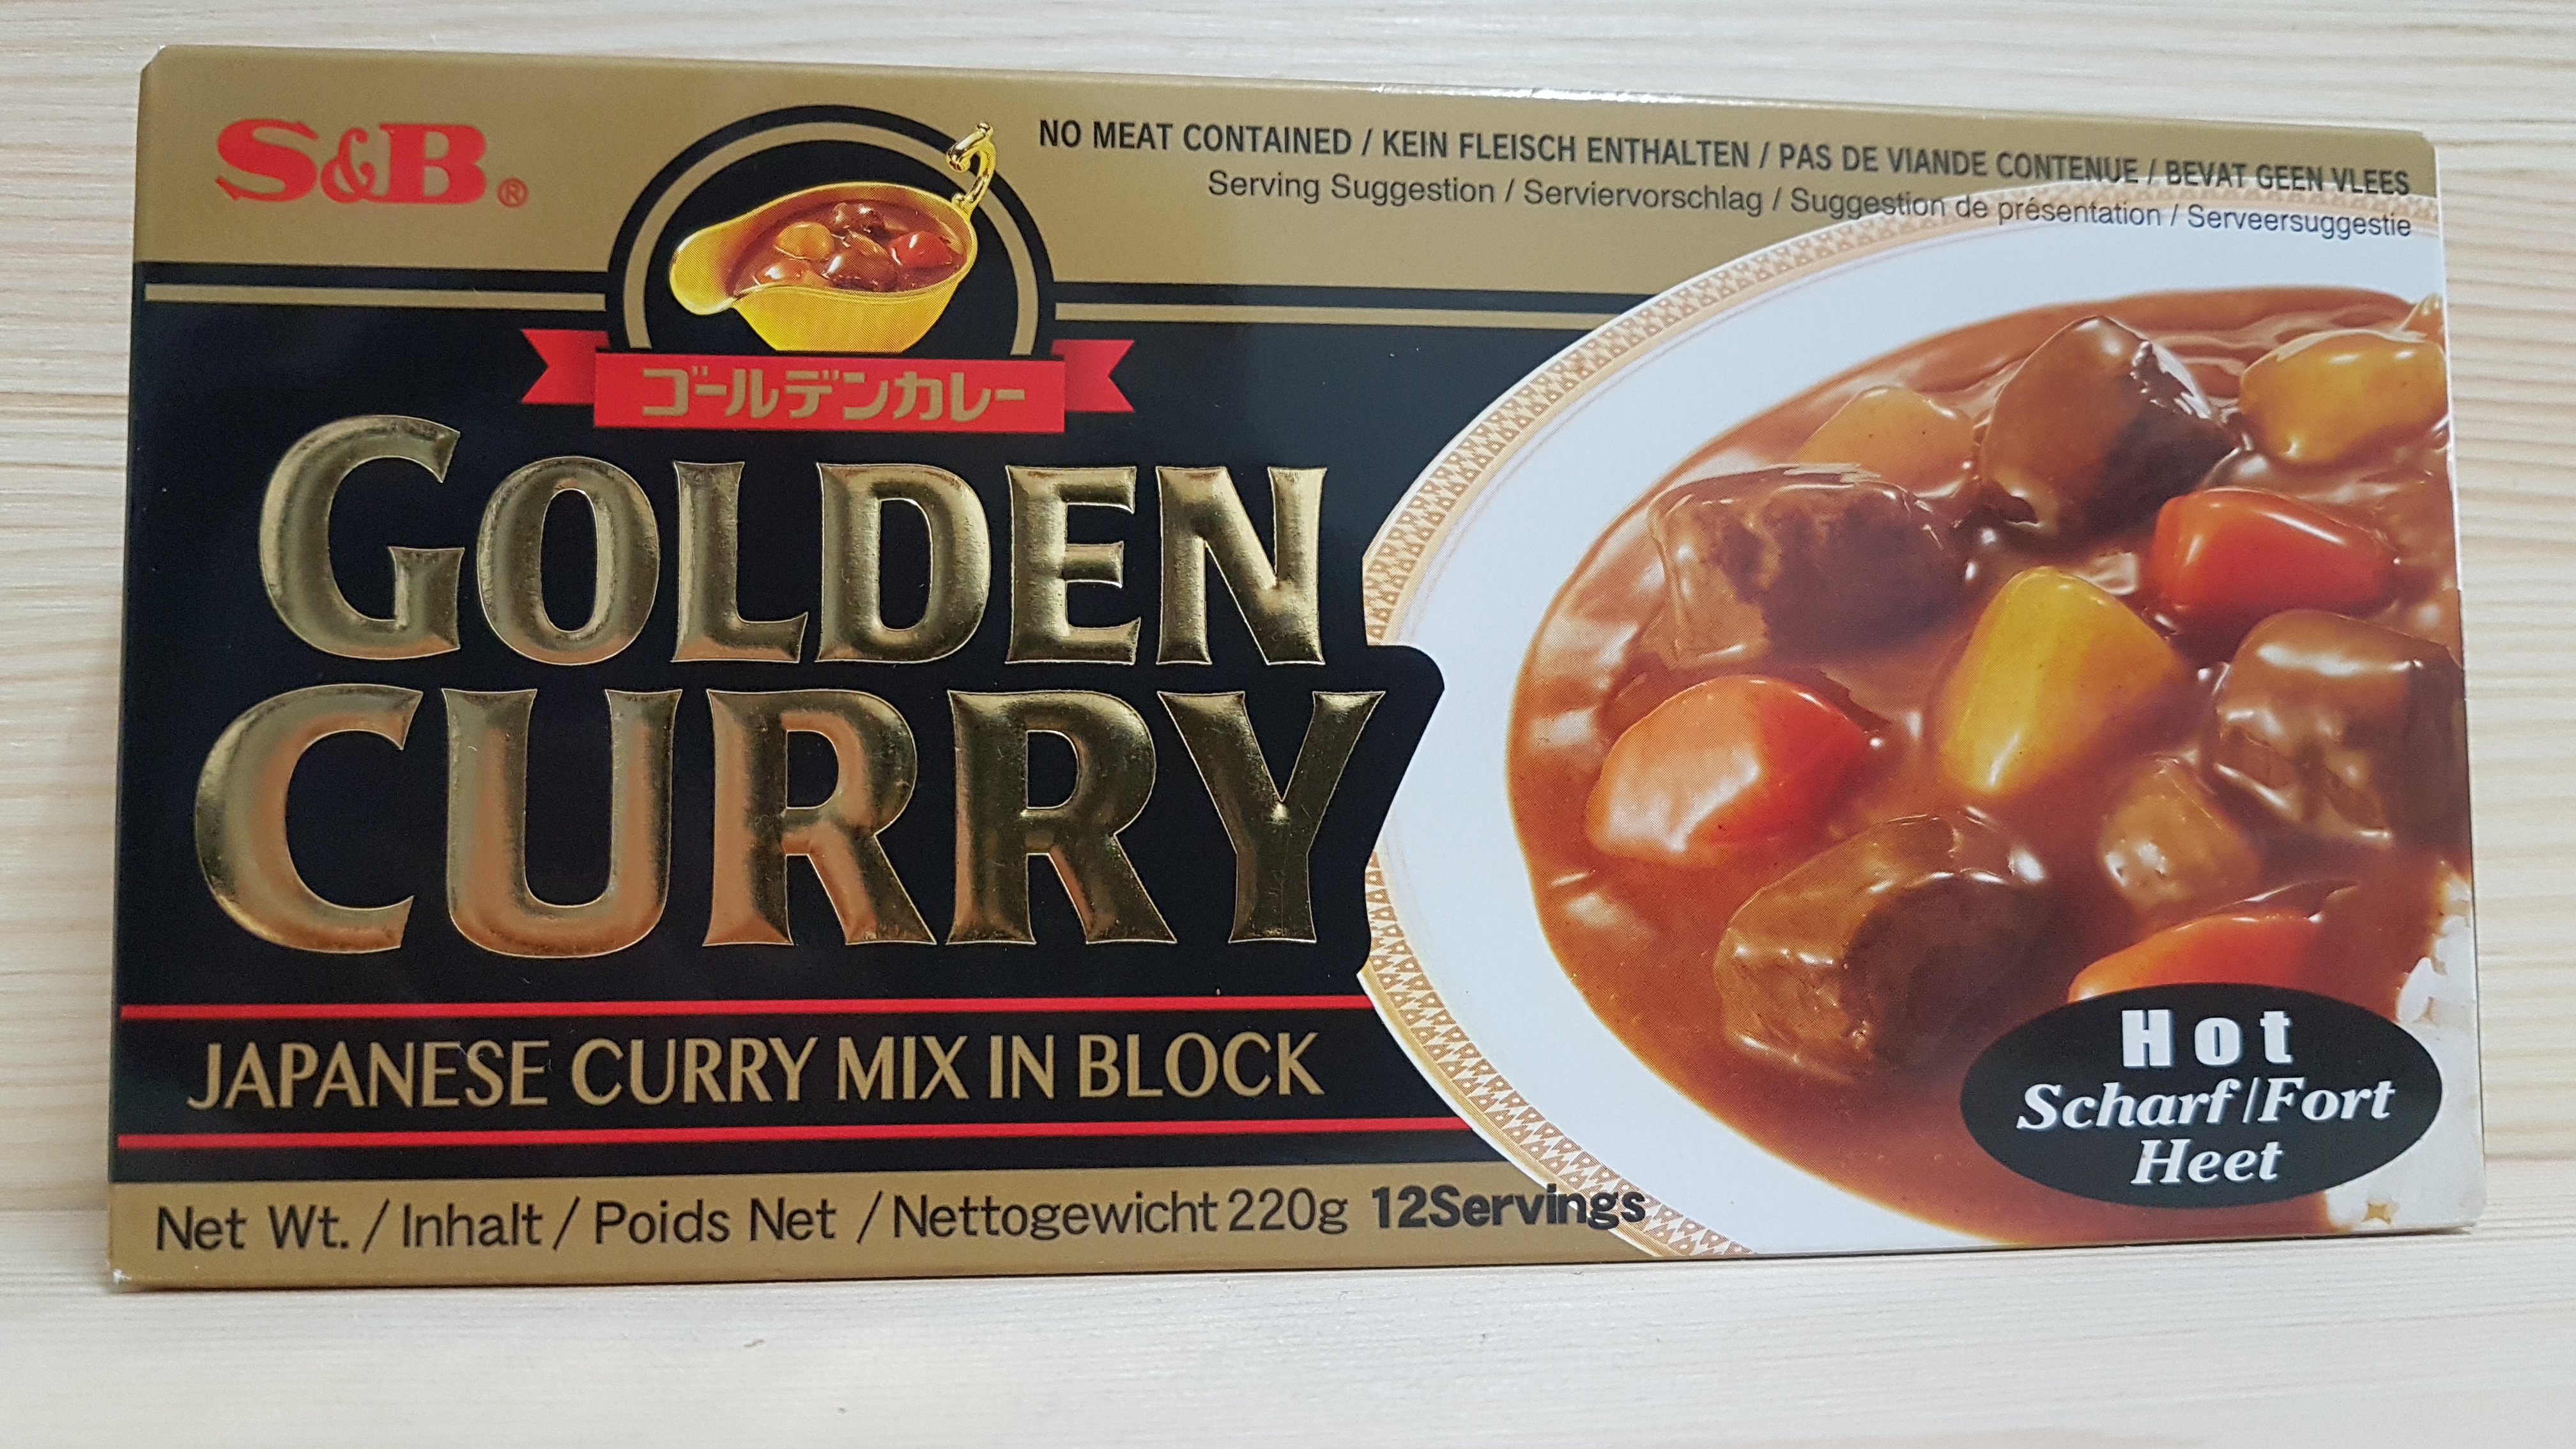 S&B®
NO MEAT CONTAINED / KEIN FLEISCH ENTHALTEN / PAS DE VIANDE CONTENUE / BEVAT GEEN VLEES
Serving Suggestion / Serviervorschlag / Suggestion de présentation / Serveersuggestie
ゴールデンカレー
GOLDEN
CURRY
JAPANESE CURRY MIX IN BLOCK
Hot
Scharf/Fort
Heet
Net Wt. / Inhalt / Poids Net / Nettogewicht 220g 12Servings